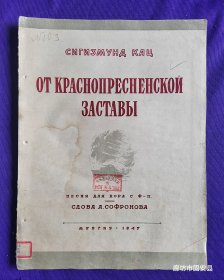 СИГИЗМУНД КАЦ
ОТ КРАСНОПРЕСНЕНСКОЙ
ЗАСТАВЫ
ПЕСНЯ ДЛЯ ХОРА С Ф-П.
СЛОВА А. СОФРОНОВА
МУЗГИЗ · 1947